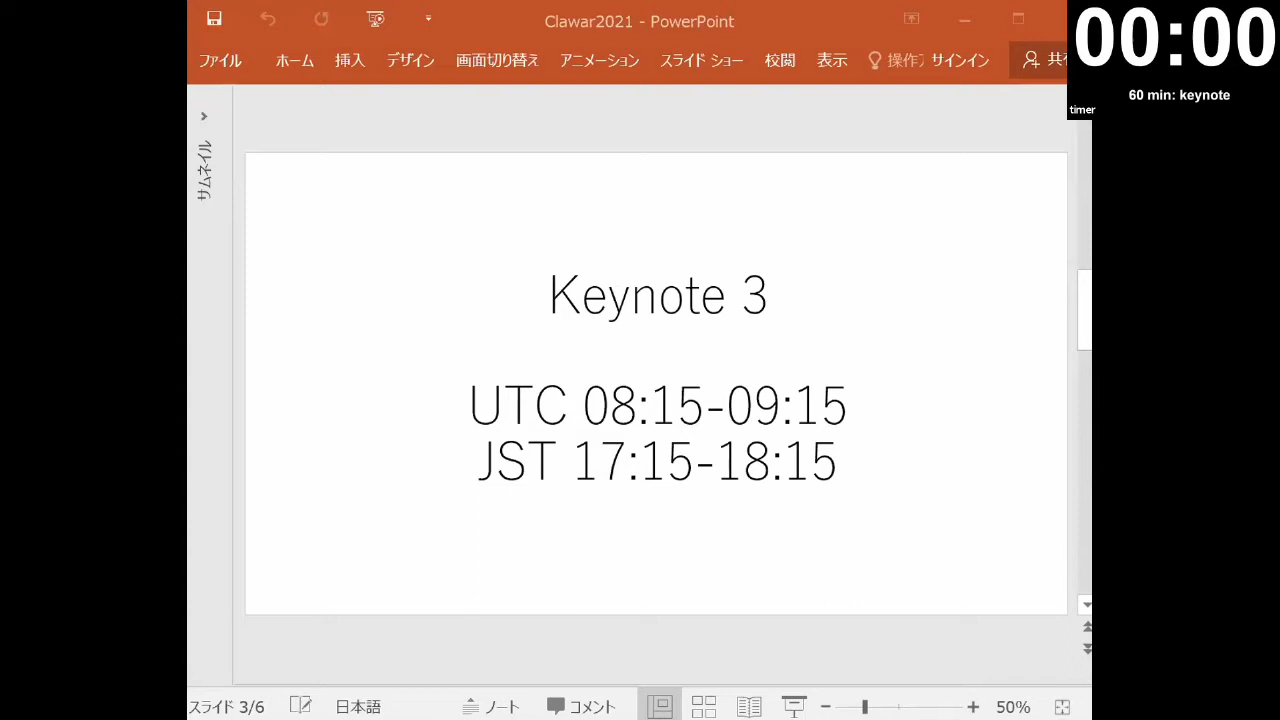 Clawar2021 - PowerPoint
00:00
60 min: keynote
timer
ファイル ホーム 挿入 デザイン 画面切り替え アニメーション スライド ショー 校閲 表示 操作 サインイン
サムネイル
Keynote 3
UTC 08:15-09:15
JST 17:15-18:15
スライド 3/6 日本語 ノート コメント 50%